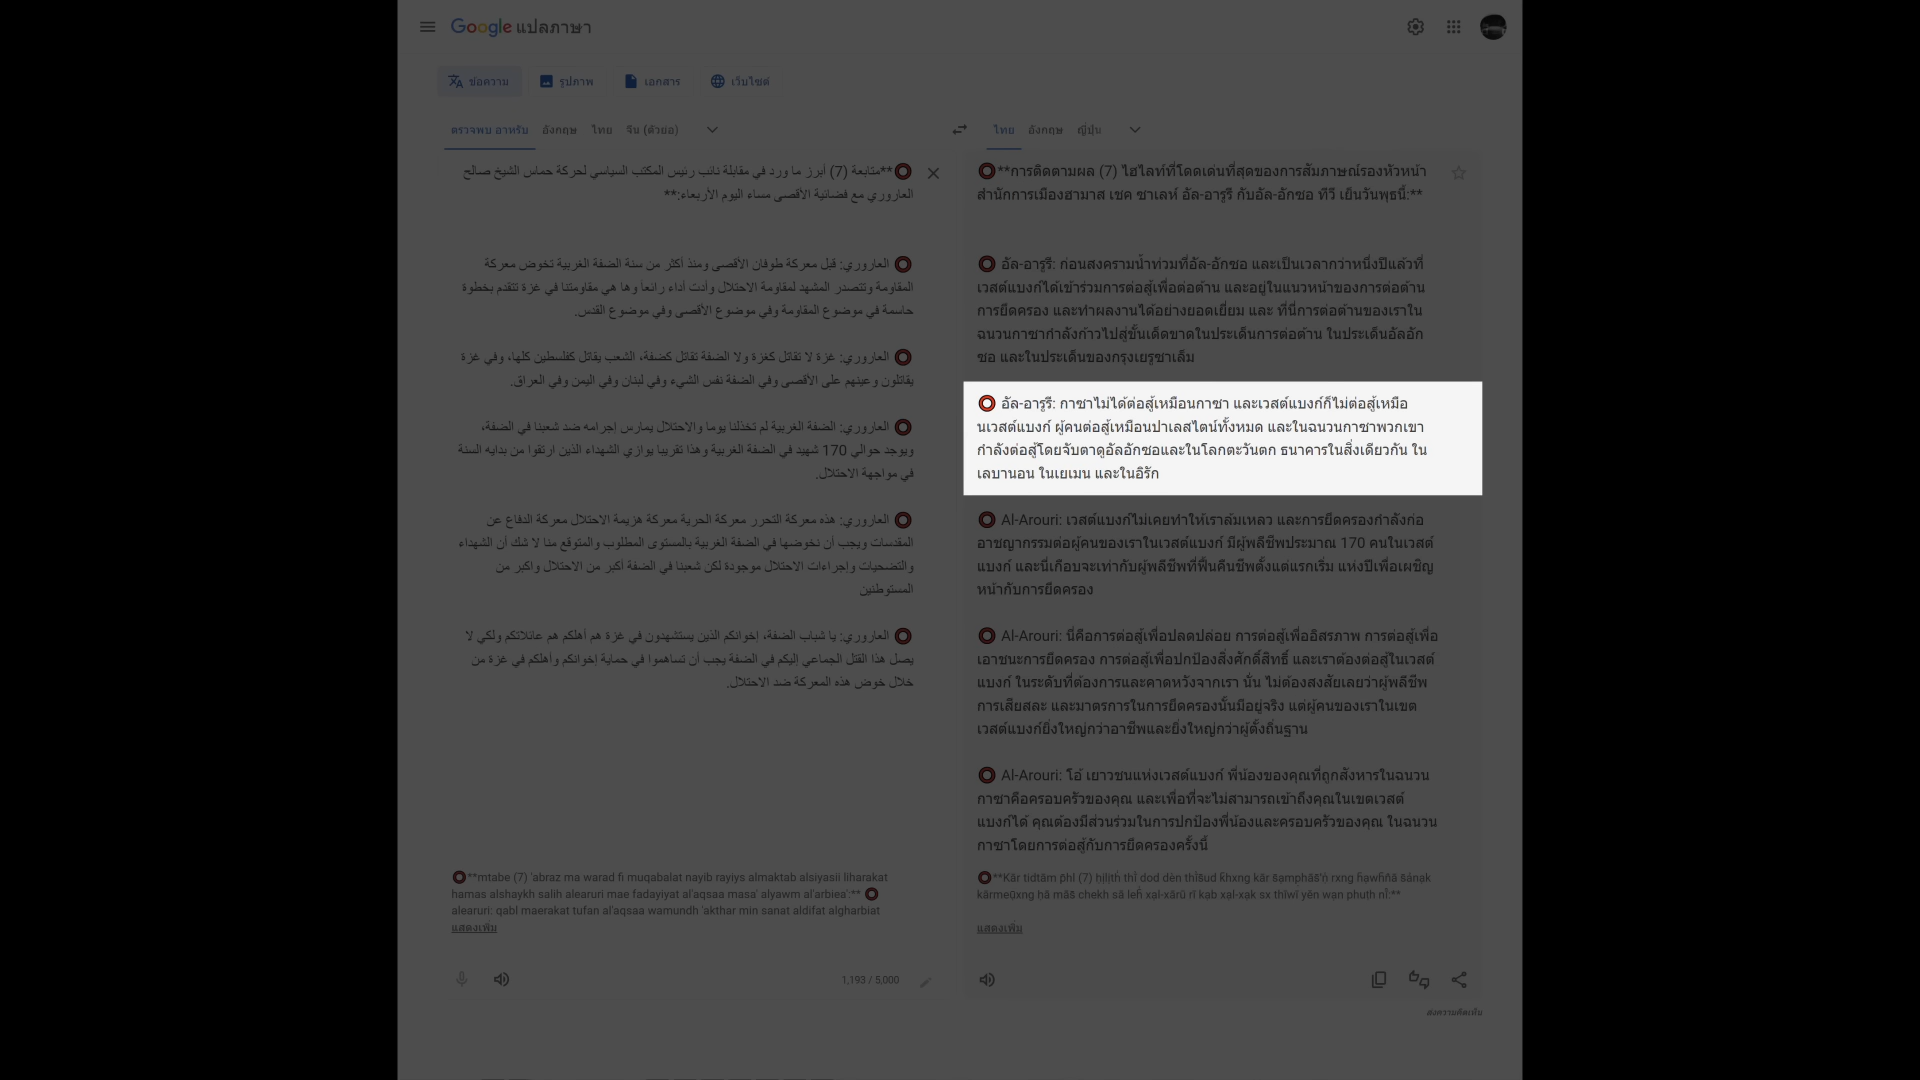 Google แปลภาษา
ข้อความ
รูปภาพ
เอกสาร
เว็บไซต์
ตรวจพบ อาหรับ
อังกฤษ
ไทย
จีน (ตัวย่อ)
ไทย
อังกฤษ
ญี่ปุ่น
⭕**متابعة (7) أبرز ما ورد في مقابلة نائب رئيس المكتب السياسي لحركة حماس الشيخ صالح
العاروري مع فضائية الأقصى مساء اليوم الأربعاء:**
⭕ العاروري: قبل معركة طوفان الأقصى ومنذ أكثر من سنة الضفة الغربية تخوض معركة
المقاومة وتتصدر المشهد لمقاومة الاحتلال وأدت أداء رائعا وها هي مقاومتنا في غزة تتقدم بخطوة
حاسمة في موضوع المقاومة وفي موضوع الأقصى وفي موضوع القدس.
⭕ العاروري: غزة لا تقاتل كغزة ولا الضفة تقاتل كضفة، الشعب يقاتل كفلسطين كلها، وفي غزة
يقاتلون وعينهم على الأقصى وفي الضفة نفس الشيء وفي لبنان وفي اليمن وفي العراق.
⭕ العاروري: الضفة الغربية لم تخذلنا يوما والاحتلال يمارس إجرامه ضد شعبنا في الضفة،
ويوجد حوالي 170 شهيد في الضفة الغربية وهذا تقريبا يوازي الشهداء الذين ارتقوا من بدايه السنة
في مواجهة الاحتلال.
⭕ العاروري: هذه معركة التحرر معركة الحرية معركة هزيمة الاحتلال معركة الدفاع عن
المقدسات ويجب أن نخوضها في الضفة الغربية بالمستوى المطلوب والمتوقع منا لا شك أن الشهداء
والتضحيات وإجراءات الاحتلال موجودة لكن شعبنا في الضفة أكبر من الاحتلال واكبر من
المستوطنين
⭕ العاروري: يا شباب الضفة، إخوانكم الذين يستشهدون في غزة هم أهلكم هم عائلاتكم ولكي لا
يصل هذا القتل الجماعي إليكم في الضفة يجب أن تساهموا في حماية إخوانكم وأهلكم في غزة من
خلال خوض هذه المعركة ضد الاحتلال.
⭕**mtabe (7) 'abraz ma warad fi muqabalat nayib rayiys almaktab alsiyasii liharakat
hamas alshaykh salih alearuri mae fadayiyat al'aqsaa masa' alyawm al'arbiea':** ⭕
alearuri: qabl maerakat tufan al'aqsaa wamundh 'akthar min sanat aldifat algharbiat
แสดงเพิ่ม
1,193 / 5,000
⭕**การติดตามผล (7) ไฮไลท์ที่โดดเด่นที่สุดของการสัมภาษณ์รองหัวหน้า
สำนักการเมืองฮามาส เชค ซาเลห์ อัล-อารูรี กับอัล-อักซอ ทีวี เย็นวันพุธนี้:**
⭕ อัล-อารูรี: ก่อนสงครามน้ำท่วมที่อัล-อักซอ และเป็นเวลากว่าหนึ่งปีแล้วที่
เวสต์แบงก์ได้เข้าร่วมการต่อสู้เพื่อต่อต้าน และอยู่ในแนวหน้าของการต่อต้าน
การยึดครอง และทำผลงานได้อย่างยอดเยี่ยม และ ที่นี่การต่อต้านของเราใน
ฉนวนกาซากำลังก้าวไปสู่ขั้นเด็ดขาดในประเด็นการต่อต้าน ในประเด็นอัลอัก
ซอ และในประเด็นของกรุงเยรูซาเล็ม
⭕ อัล-อารูรี: กาซาไม่ได้ต่อสู้เหมือนกาซา และเวสต์แบงก์ก็ไม่ต่อสู้เหมือ
นเวสต์แบงก์ ผู้คนต่อสู้เหมือนปาเลสไตน์ทั้งหมด และในฉนวนกาซาพวกเขา
กำลังต่อสู้โดยจับตาดูอัลอักซอและในโลกตะวันตก ธนาคารในสิ่งเดียวกัน ใน
เลบานอน ในเยเมน และในอิรัก
⭕ Al-Arouri: เวสต์แบงก์ไม่เคยทำให้เราล้มเหลว และการยึดครองกำลังก่อ
อาชญากรรมต่อผู้คนของเราในเวสต์แบงก์ มีผู้พลีชีพประมาณ 170 คนในเวสต์
แบงก์ และนี่เกือบจะเท่ากับผู้พลีชีพที่ฟื้นคืนชีพตั้งแต่แรกเริ่ม แห่งปีเพื่อเผชิญ
หน้ากับการยึดครอง
⭕ Al-Arouri: นี่คือการต่อสู้เพื่อปลดปล่อย การต่อสู้เพื่ออิสรภาพ การต่อสู้เพื่อ
เอาชนะการยึดครอง การต่อสู้เพื่อปกป้องสิ่งศักดิ์สิทธิ์ และเราต้องต่อสู้ในเวสต์
แบงก์ ในระดับที่ต้องการและคาดหวังจากเรา นั่น ไม่ต้องสงสัยเลยว่าผู้พลีชีพ
การเสียสละ และมาตรการในการยึดครองนั้นมีอยู่จริง แต่ผู้คนของเราในเขต
เวสต์แบงก์ยิ่งใหญ่กว่าอาชีพและยิ่งใหญ่กว่าผู้ตั้งถิ่นฐาน
⭕ Al-Arouri: โอ้ เยาวชนแห่งเวสต์แบงก์ พี่น้องของคุณที่ถูกสังหารในฉนวน
กาซาคือครอบครัวของคุณ และเพื่อที่จะไม่สามารถเข้าถึงคุณในเขตเวสต์
แบงก์ได้ คุณต้องมีส่วนร่วมในการปกป้องพี่น้องและครอบครัวของคุณ ในฉนวน
กาซาโดยการต่อสู้กับการยึดครองครั้งนี้
แสดงเพิ่ม
ส่งความคิดเห็น